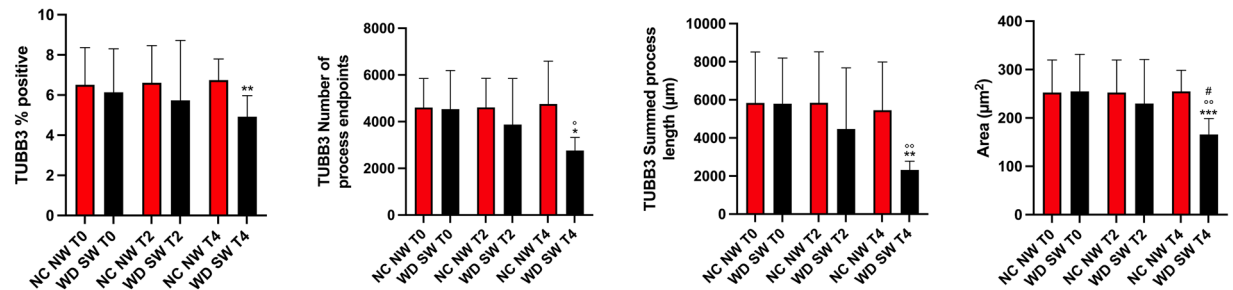 TUBB3 % positive
10
8
6
4
2
0
**
NC NW T0
WD SW T0
NC NW T2
WD SW T2
NC NW T4
WD SW T4
TUBB3 Number of
process endpoints
8000
6000
4000
2000
0
°
*
NC NW T0
WD SW T0
NC NW T2
WD SW T2
NC NW T4
WD SW T4
TUBB3 Summed process
length (µm)
10000
8000
6000
4000
2000
0
°°
**
NC NW T0
WD SW T0
NC NW T2
WD SW T2
NC NW T4
WD SW T4
Area (µm²)
400
300
200
100
0
#
°°
***
NC NW T0
WD SW T0
NC NW T2
WD SW T2
NC NW T4
WD SW T4